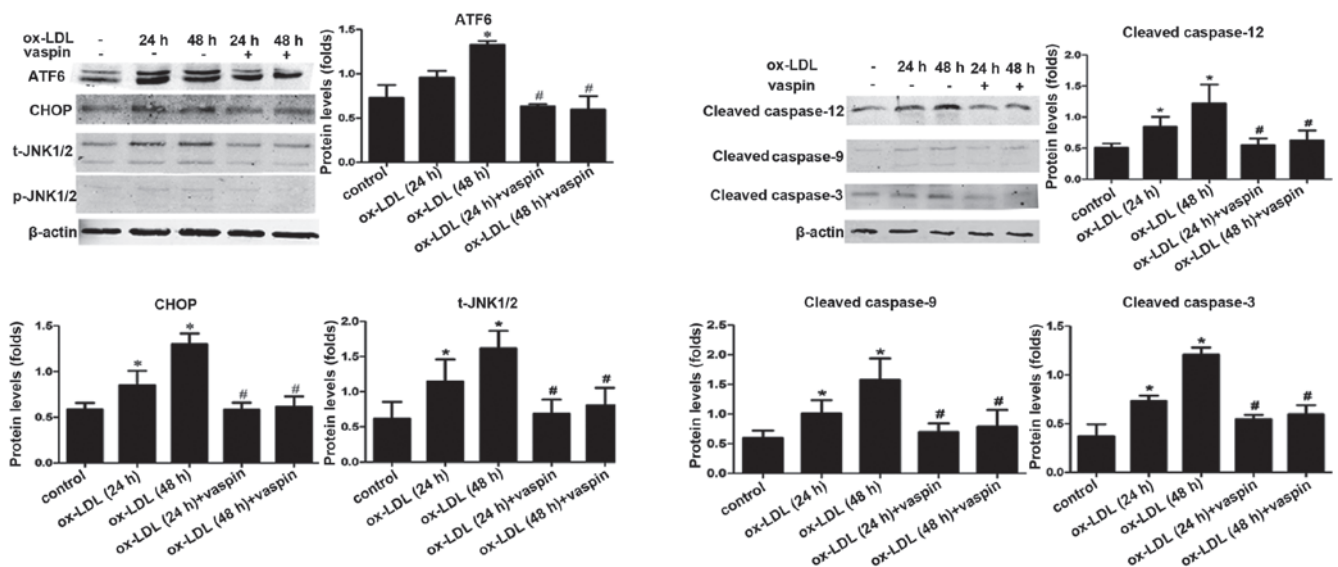 ox-LDL - 24 h 48 h 24 h 48 h
vaspin - - - + +
ATF6
CHOP
t-JNK1/2
p-JNK1/2
β-actin
ATF6
Protein levels (folds)
1.5
1.0
0.5
0.0
*
#
#
control
ox-LDL (24 h)
ox-LDL (48 h)
ox-LDL (24 h)+vaspin
ox-LDL (48 h)+vaspin
ox-LDL - 24 h 48 h 24 h 48 h
vaspin - - - + +
Cleaved caspase-12
Cleaved caspase-9
Cleaved caspase-3
β-actin
Cleaved caspase-12
Protein levels (folds)
2.0
1.5
1.0
0.5
0.0
*
*
#
#
control
ox-LDL (24 h)
ox-LDL (48 h)
ox-LDL (24 h)+vaspin
ox-LDL (48 h)+vaspin
CHOP
Protein levels (folds)
1.5
1.0
0.5
0.0
*
*
#
#
control
ox-LDL (24 h)
ox-LDL (48 h)
ox-LDL (24 h)+vaspin
ox-LDL (48 h)+vaspin
t-JNK1/2
Protein levels (folds)
2.0
1.5
1.0
0.5
0.0
*
*
#
#
control
ox-LDL (24 h)
ox-LDL (48 h)
ox-LDL (24 h)+vaspin
ox-LDL (48 h)+vaspin
Cleaved caspase-9
Protein levels (folds)
2.5
2.0
1.5
1.0
0.5
0.0
*
*
#
#
control
ox-LDL (24 h)
ox-LDL (48 h)
ox-LDL (24 h)+vaspin
ox-LDL (48 h)+vaspin
Cleaved caspase-3
Protein levels (folds)
1.5
1.0
0.5
0.0
*
*
#
#
control
ox-LDL (24 h)
ox-LDL (48 h)
ox-LDL (24 h)+vaspin
ox-LDL (48 h)+vaspin